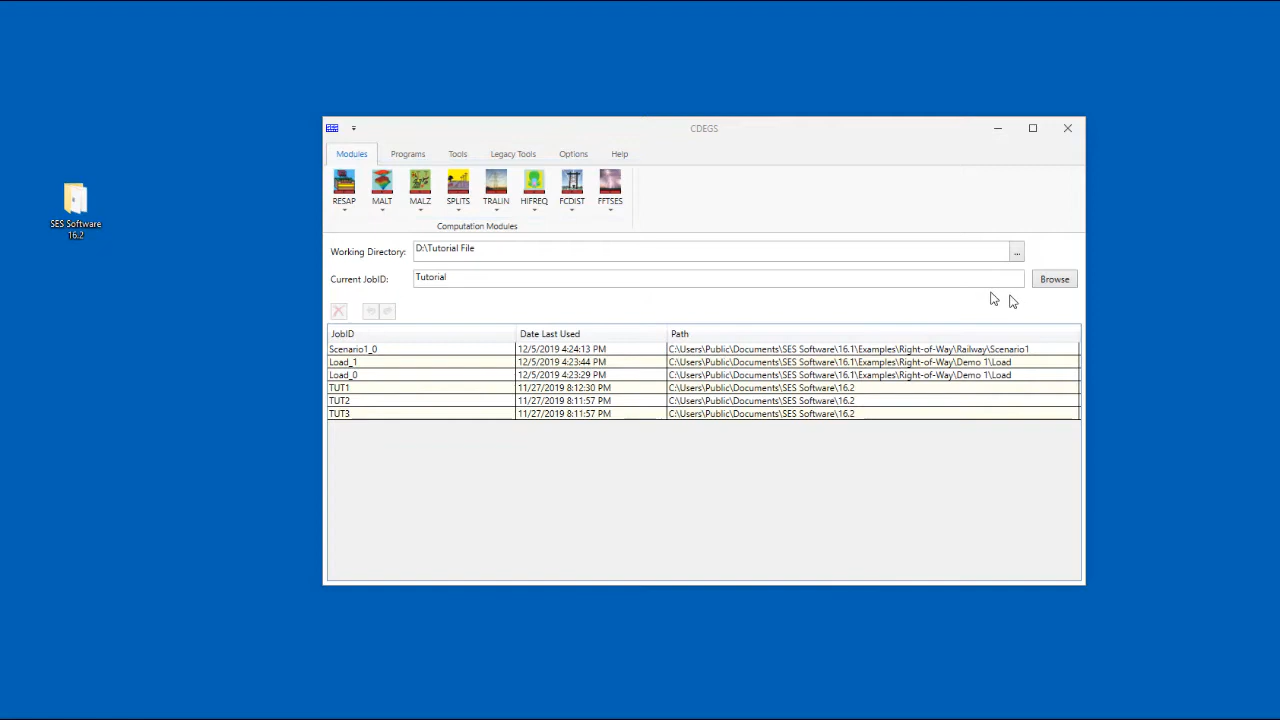 SES Software
16.2
CDEGS
Modules Programs Tools Legacy Tools Options Help
RESAP MALT MALZ SPLITS TRALIN HIFREQ FCDIST FFTSES
Computation Modules
Working Directory: D:\Tutorial File ...
Current JobID: Tutorial Browse
JobID Date Last Used Path
Scenario1_0 12/5/2019 4:24:13 PM C:\Users\Public\Documents\SES Software\16.1\Examples\Right-of-Way\Railway\Scenario1
Load_1 12/5/2019 4:23:44 PM C:\Users\Public\Documents\SES Software\16.1\Examples\Right-of-Way\Demo 1\Load
Load_0 12/5/2019 4:23:29 PM C:\Users\Public\Documents\SES Software\16.1\Examples\Right-of-Way\Demo 1\Load
TUT1 11/27/2019 8:12:30 PM C:\Users\Public\Documents\SES Software\16.2
TUT2 11/27/2019 8:11:57 PM C:\Users\Public\Documents\SES Software\16.2
TUT3 11/27/2019 8:11:57 PM C:\Users\Public\Documents\SES Software\16.2